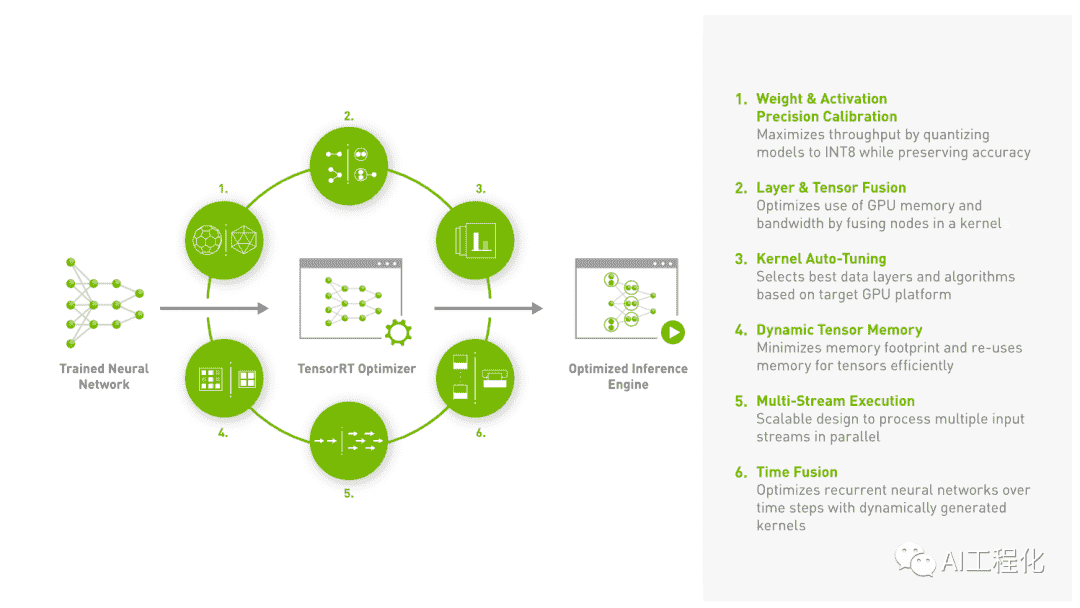 2.
1.
3.
Trained Neural
Network
TensorRT Optimizer
Optimized Inference
Engine
4.
6.
5.
1. Weight & Activation
Precision Calibration
Maximizes throughput by quantizing
models to INT8 while preserving accuracy
2. Layer & Tensor Fusion
Optimizes use of GPU memory and
bandwidth by fusing nodes in a kernel
3. Kernel Auto-Tuning
Selects best data layers and algorithms
based on target GPU platform
4. Dynamic Tensor Memory
Minimizes memory footprint and re-uses
memory for tensors efficiently
5. Multi-Stream Execution
Scalable design to process multiple input
streams in parallel
6. Time Fusion
Optimizes recurrent neural networks over
time steps with dynamically generated
kernels
AI工程化